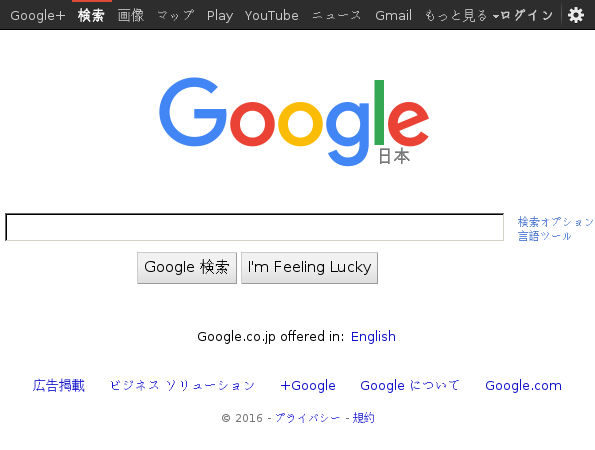 Google+ 検索 画像 マップ Play YouTube ニュース Gmail もっと見る ログイン
Google
日本
検索オプション
言語ツール
Google 検索 I'm Feeling Lucky
Google.co.jp offered in: English
広告掲載 ビジネス ソリューション +Google Google について Google.com
© 2016 - プライバシー - 規約